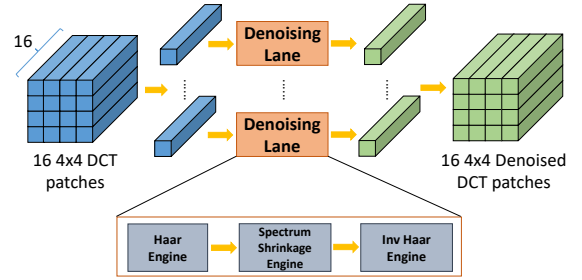 16
Denoising
Lane
Denoising
Lane
16 4x4 DCT
patches
16 4x4 Denoised
DCT patches
Haar
Engine
Spectrum
Shrinkage
Engine
Inv Haar
Engine